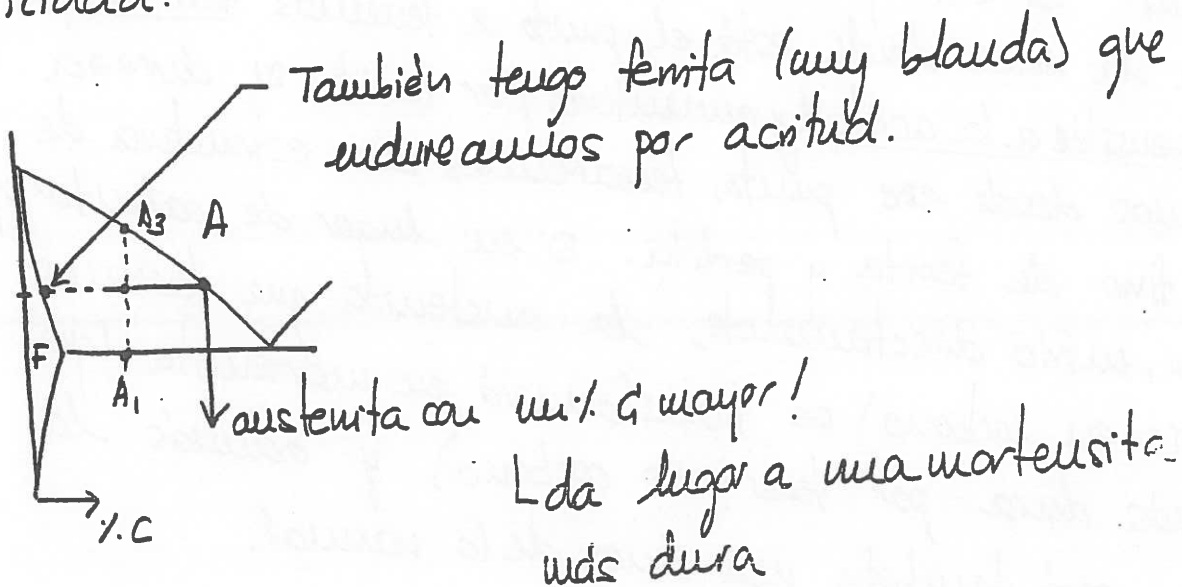 También tengo ferrita (muy blanda) que
endurecemos por acritud.
A3
A
F
A1
austenita con un % C mayor!
da lugar a una martensita
más dura
%C